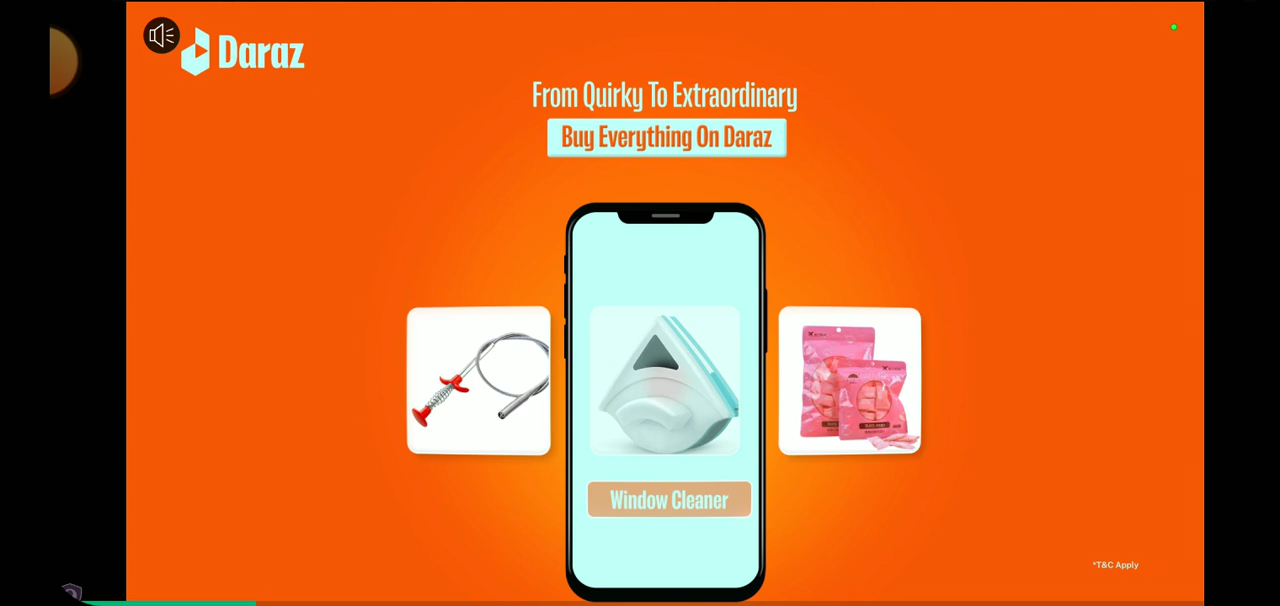 Daraz
From Quirky To Extraordinary
Buy Everything On Daraz
Window Cleaner
*T&C Apply